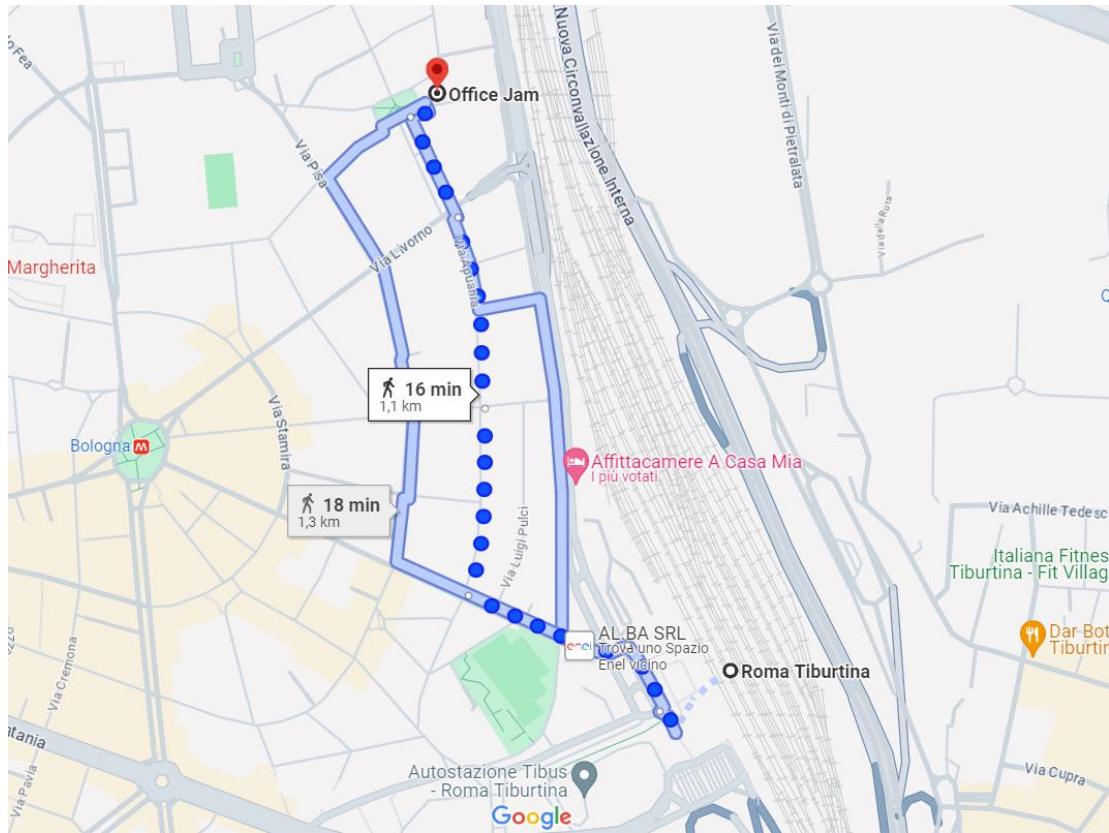 Nuova Circonvallazione Interna
Via dei Monti di Pietralata
Office Jam
Via Pisa
Via della Ruta
Via Livorno
Via Apuania
Margherita
16 min
1,1 km
Via Stamira
Bologna
M
Affittacamere A Casa Mia
I più votati
18 min
1,3 km
Via Achille Tedesc
Via Luigi Pulci
Italiana Fitnes
Tiburtina - Fit Villag
AL.BA SRL
Trova uno Spazio
Enel vicino
Dar Bot
Tiburtin
Roma Tiburtina
Via Cremona
Via Pavia
Autostazione Tibus
- Roma Tiburtina
Via Cupra
Google